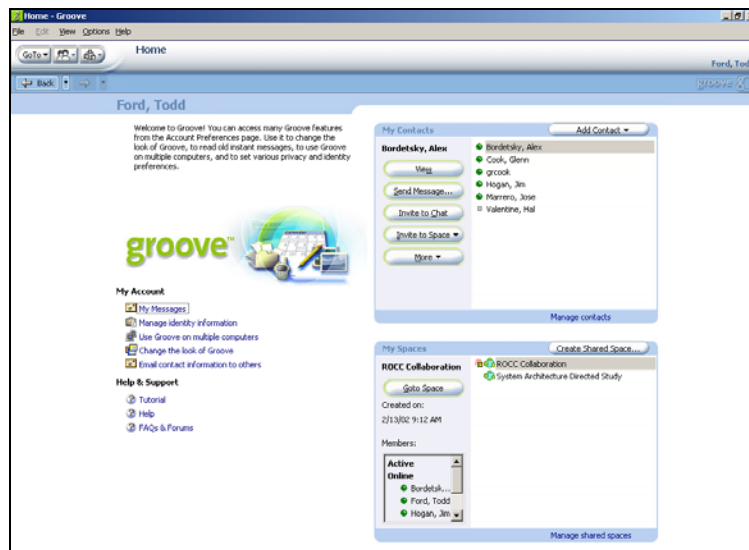 Home - Groove
File Edit View Options Help
GoTo
Home
Ford, Tod
Back
groove
Ford, Todd
Welcome to Groove! You can access many Groove features
from the Account Preferences page. Use it to change the
look of Groove, to read old instant messages, to use Groove
on multiple computers, and to set various privacy and identity
preferences.
groove™
My Account
My Messages
Manage identity information
Use Groove on multiple computers
Change the look of Groove
Email contact information to others
Help & Support
Tutorial
Help
FAQs & Forums
My Contacts
Add Contact
Bordetsky, Alex
View
Send Message...
Invite to Chat
Invite to Space
More
Bordetsky, Alex
Cook, Glenn
grcook
Hogan, Jim
Marrero, Jose
Valentine, Hal
Manage contacts
My Spaces
Create Shared Space...
ROCC Collaboration
Goto Space
Created on:
2/13/02 9:12 AM
Members:
Active
Online
Bordetsk...
Ford, Todd
Hogan, Jim
ROCC Collaboration
System Architecture Directed Study
Manage shared spaces